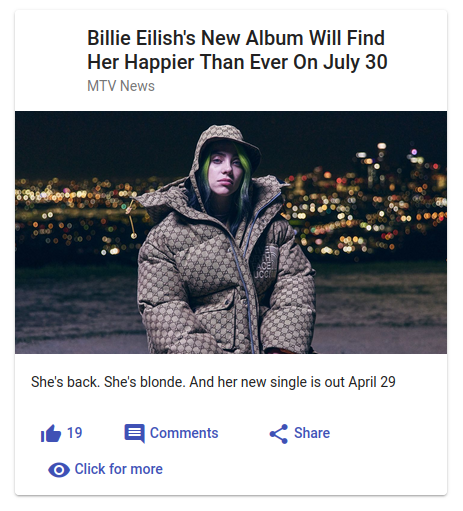 Billie Eilish's New Album Will Find
Her Happier Than Ever On July 30
MTV News
She's back. She's blonde. And her new single is out April 29
19
Comments
Share
Click for more